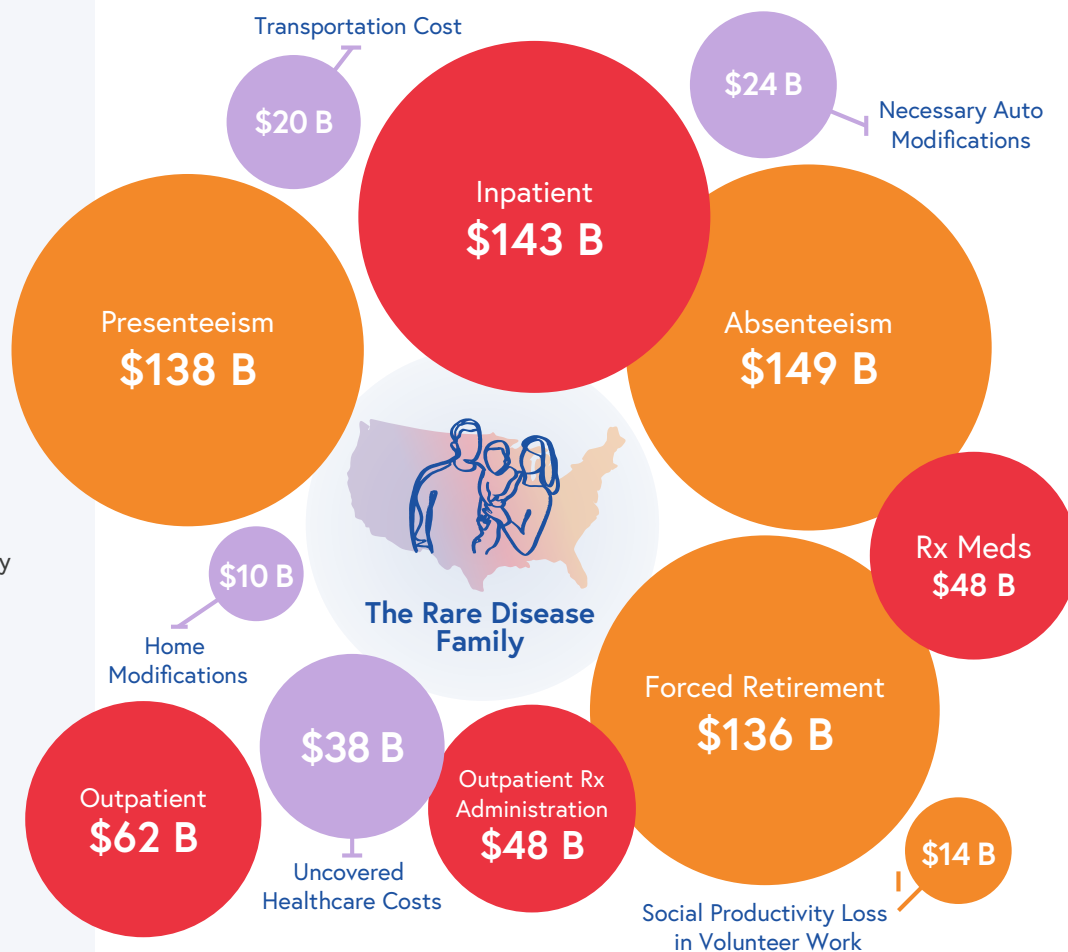 Transportation Cost
$20 B
$24 B
Necessary Auto
Modifications
Inpatient
$143 B
Presenteeism
$138 B
Absenteeism
$149 B
Rx Meds
$48 B
y
$10 B
Home
Modifications
The Rare Disease
Family
Forced Retirement
$136 B
$38 B
Uncovered
Healthcare Costs
Outpatient
$62 B
Outpatient Rx
Administration
$48 B
$14 B
Social Productivity Loss
in Volunteer Work